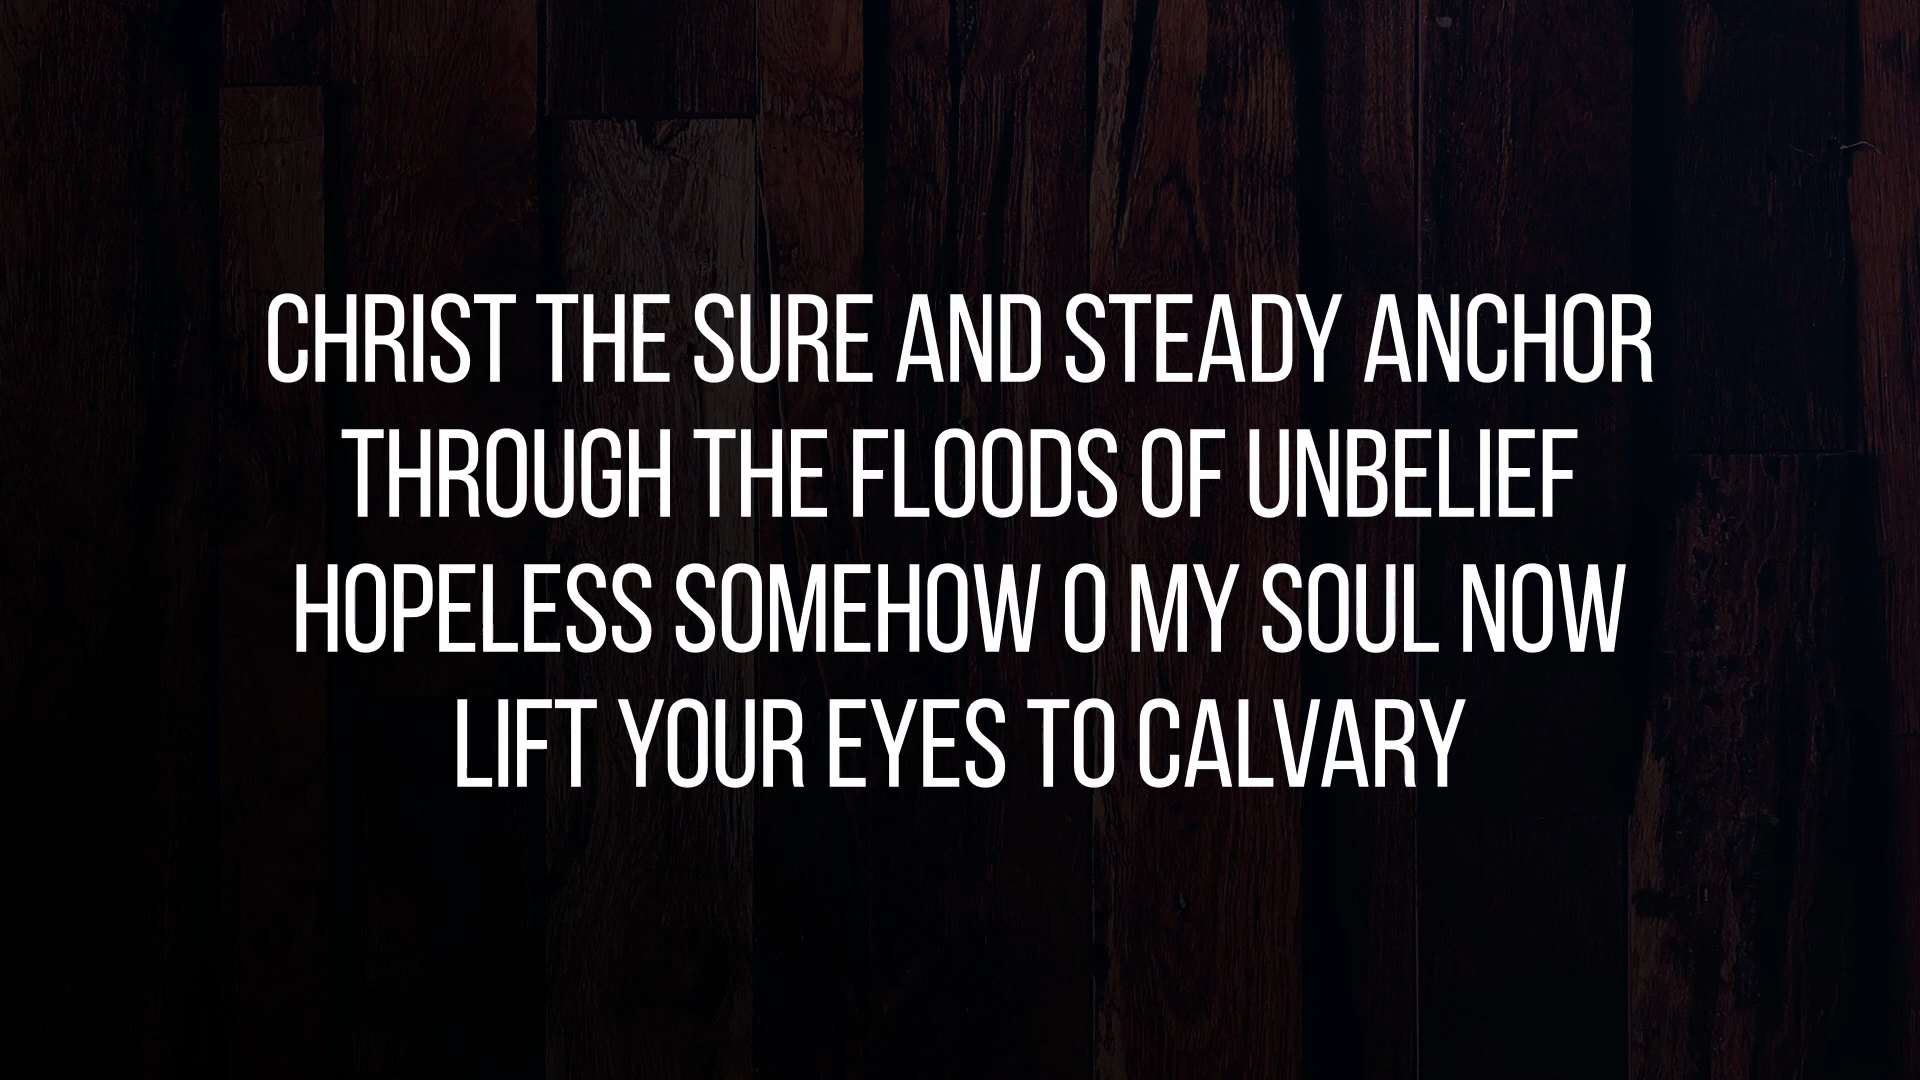 CHRIST THE SURE AND STEADY ANCHOR
THROUGH THE FLOODS OF UNBELIEF
HOPELESS SOMEHOW O MY SOUL NOW
LIFT YOUR EYES TO CALVARY